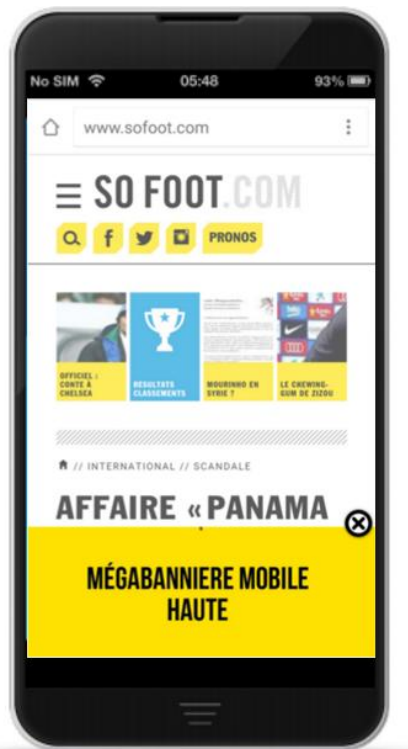 No SIM 05:48 93%
www.sofoot.com
SO FOOT.COM
f PRONOS
OFFICIEL :
CONTE À
CHELSEA
RESULTATS
CLASSEMENTS
MOURINHO EN
SYRIE ?
LE CHEWING-
GUM DE ZIZOU
// INTERNATIONAL // SCANDALE
AFFAIRE « PANAMA
MÉGABANNIERE MOBILE
HAUTE